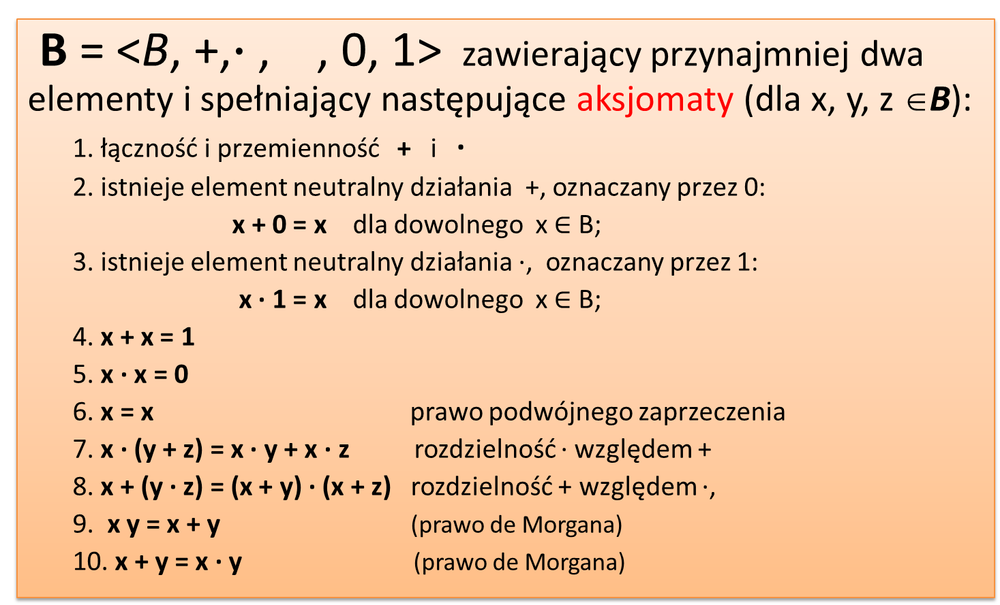 B = <B, +,· ,    , 0, 1> zawierający przynajmniej dwa
elementy i spełniający następujące aksjomaty (dla x, y, z ∈B):
1. łączność i przemienność + i ·
2. istnieje element neutralny działania +, oznaczany przez 0:
x + 0 = x dla dowolnego x ∈ B;
3. istnieje element neutralny działania ·, oznaczany przez 1:
x · 1 = x dla dowolnego x ∈ B;
4. x + x = 1
5. x · x = 0
6. x = x prawo podwójnego zaprzeczenia
7. x · (y + z) = x · y + x · z rozdzielność · względem +
8. x + (y · z) = (x + y) · (x + z) rozdzielność + względem ·,
9. x y = x + y (prawo de Morgana)
10. x + y = x · y (prawo de Morgana)